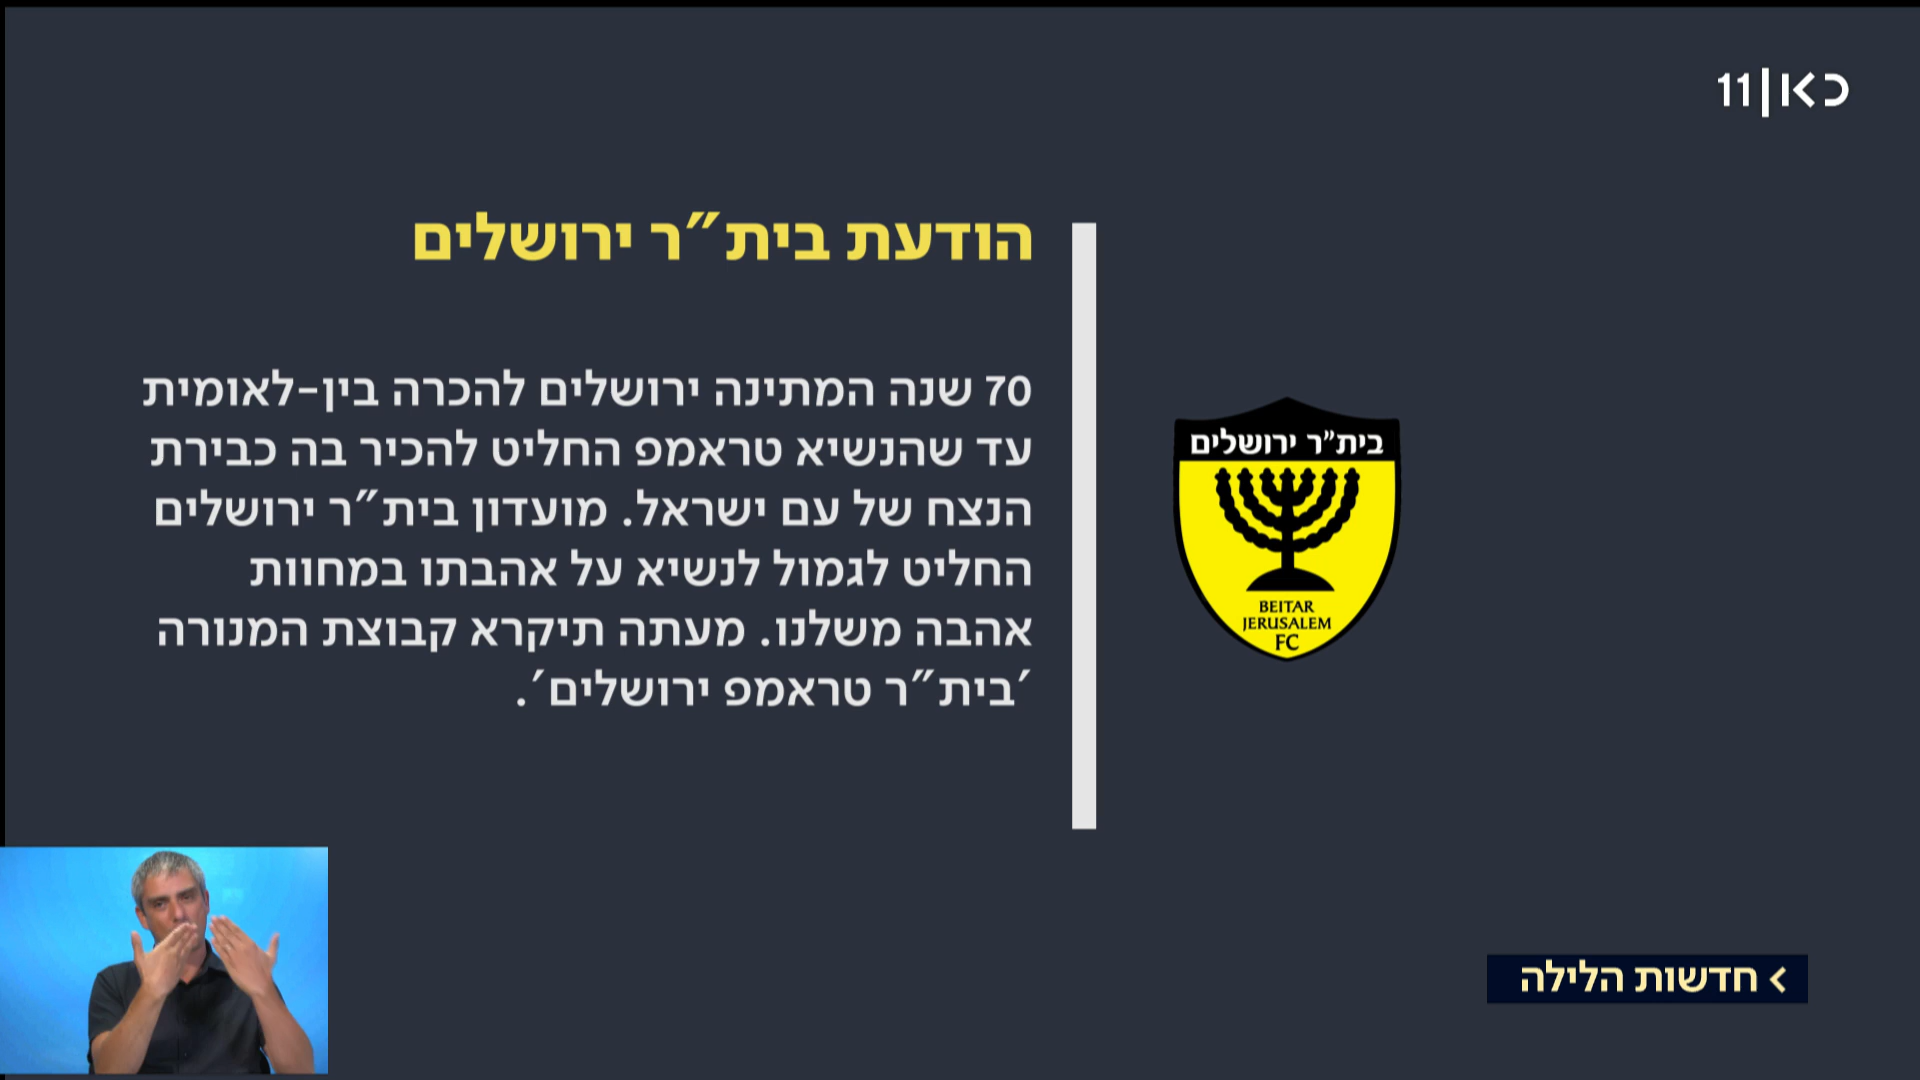 כאן|11
הודעת בית"ר ירושלים
70 שנה המתינה ירושלים להכרה בין-לאומית
עד שהנשיא טראמפ החליט להכיר בה כבירת
הנצח של עם ישראל. מועדון בית"ר ירושלים
החליט לגמול לנשיא על אהבתו במחוות
אהבה משלנו. מעתה תיקרא קבוצת המנורה
'בית"ר טראמפ ירושלים'.
בית"ר ירושלים
BEITAR
JERUSALEM
FC
חדשות הלילה